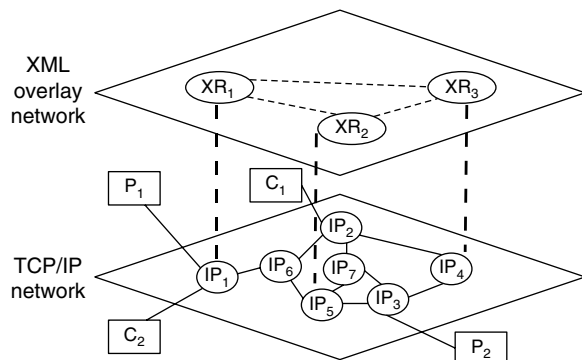 XML
overlay
network
XR1
XR3
XR2
P1
C1
IP2
TCP/IP
network
IP1
IP6
IP7
IP4
IP5
IP3
C2
P2